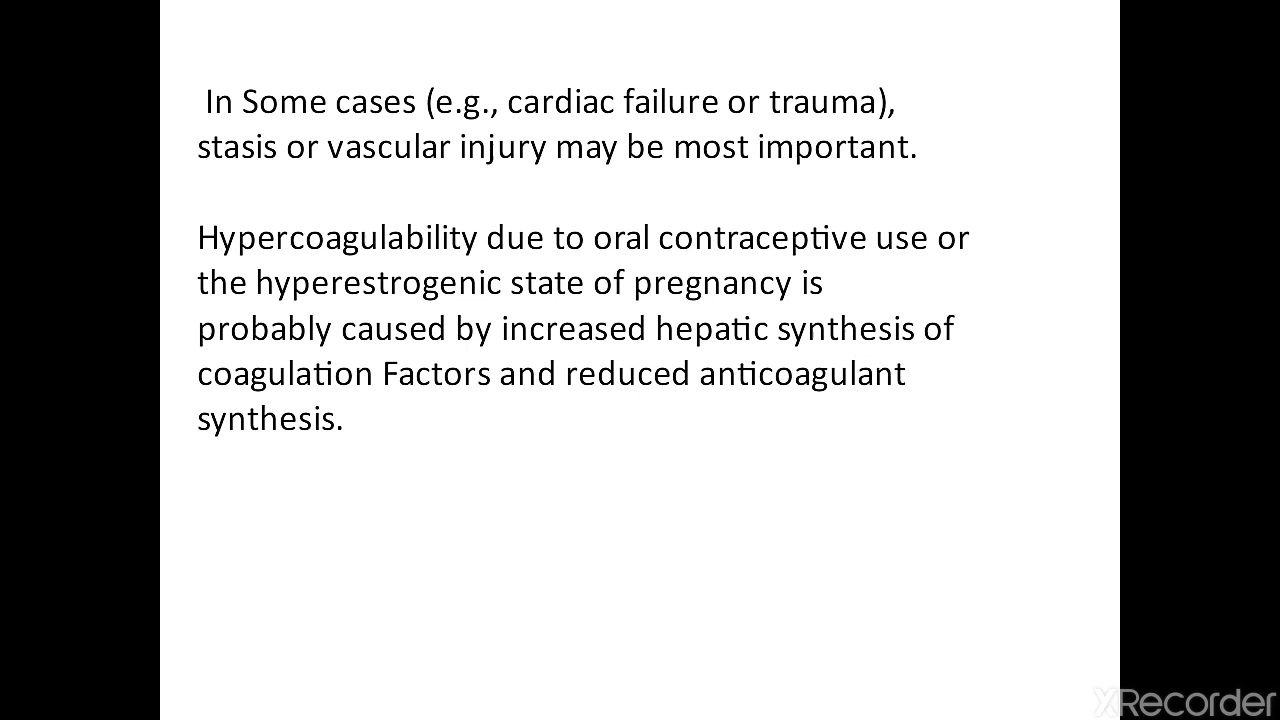 In Some cases (e.g., cardiac failure or trauma),
stasis or vascular injury may be most important.
Hypercoagulability due to oral contraceptive use or
the hyperestrogenic state of pregnancy is
probably caused by increased hepatic synthesis of
coagulation Factors and reduced anticoagulant
synthesis.
XRecorder